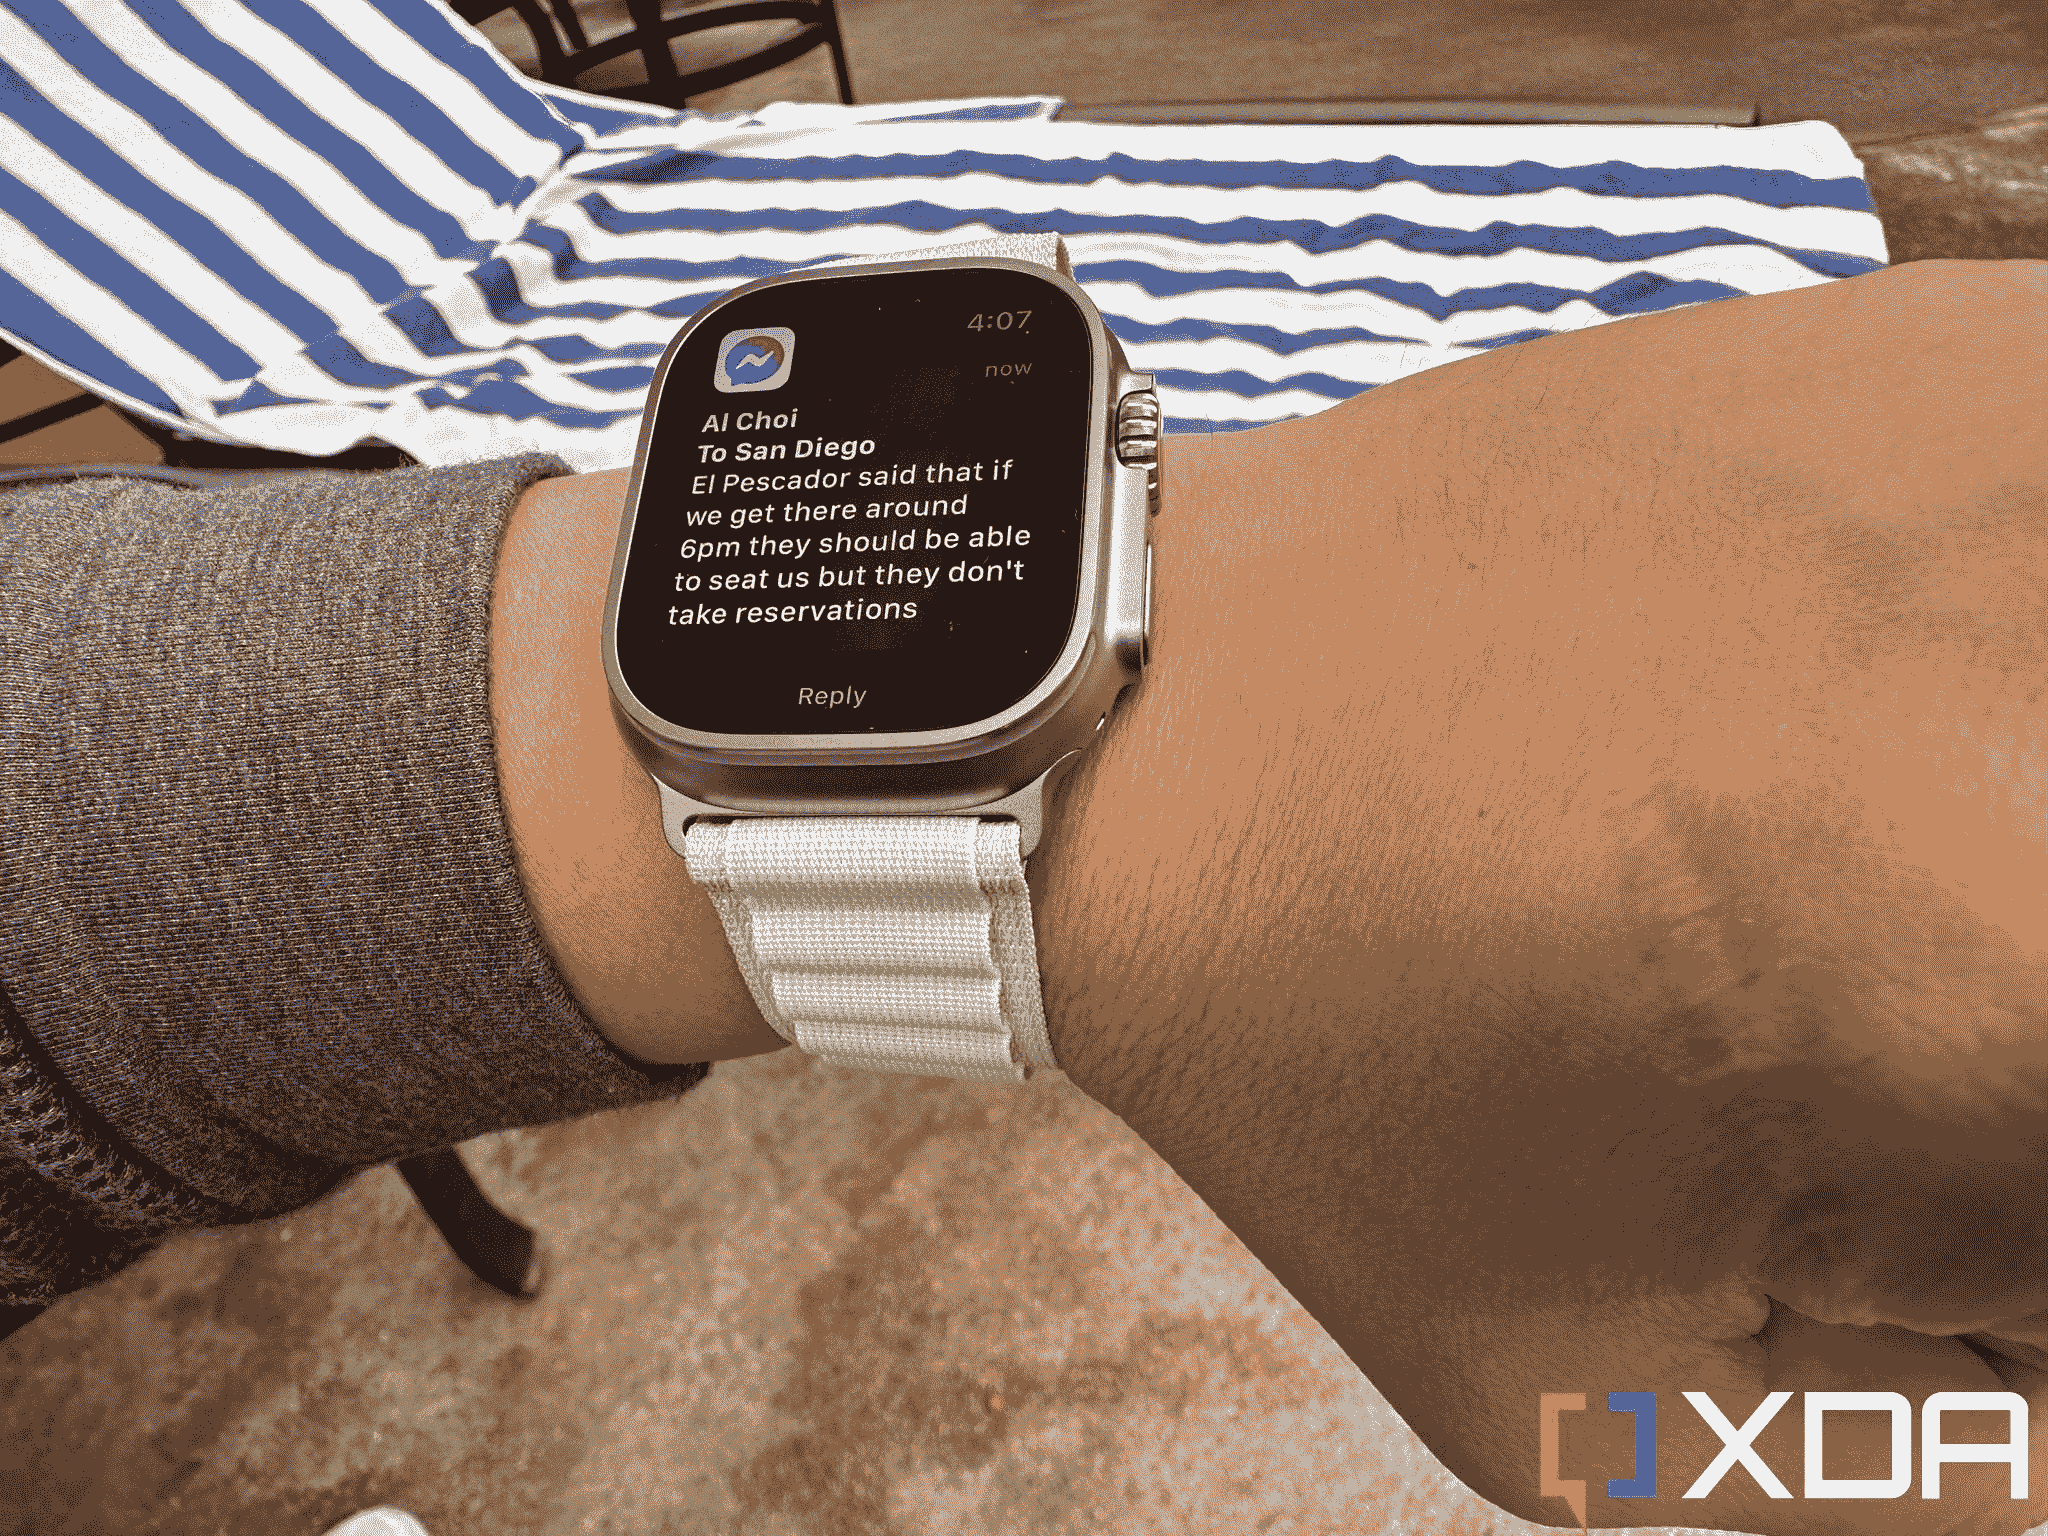 4:07
now
Al Choi
To San Diego
El Pescador said that if
we get there around
6pm they should be able
to seat us but they don't
take reservations
Reply
XDA